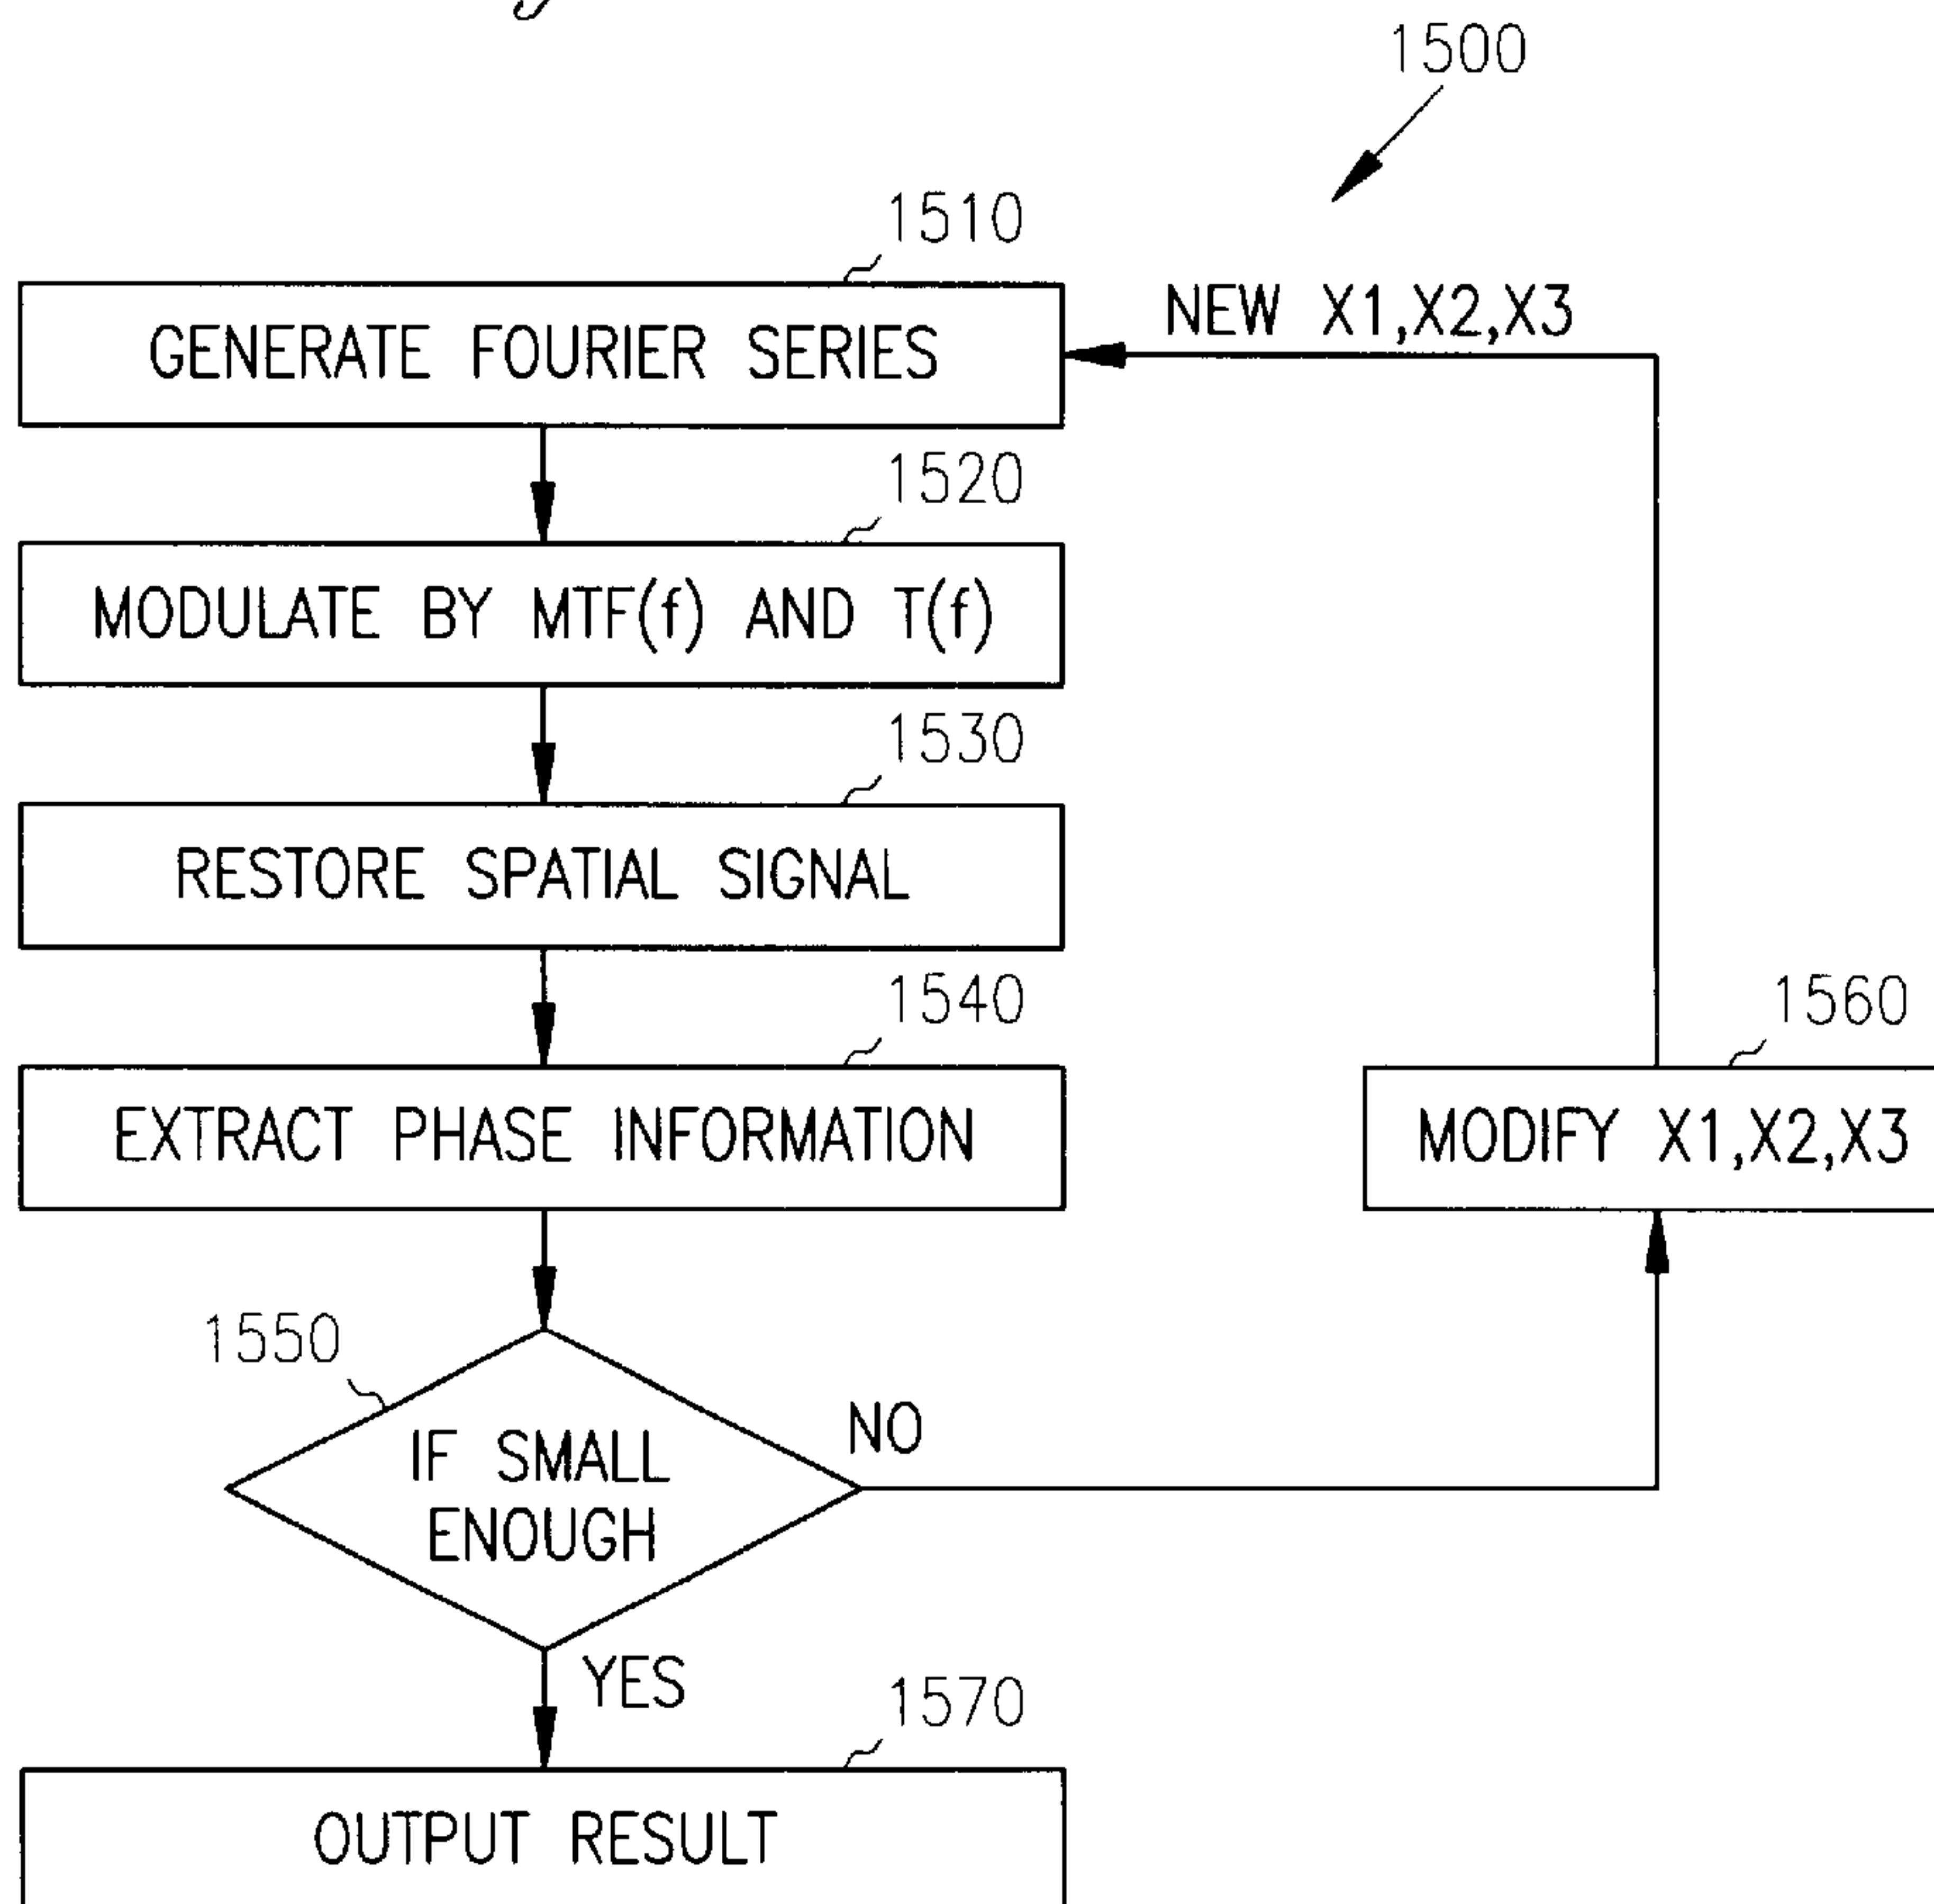 1500
1510
GENERATE FOURIER SERIES
NEW X1,X2,X3
1520
MODULATE BY MTF(f) AND T(f)
1530
RESTORE SPATIAL SIGNAL
1540
EXTRACT PHASE INFORMATION
1560
MODIFY X1,X2,X3
1550
IF SMALL
ENOUGH
NO
YES
1570
OUTPUT RESULT